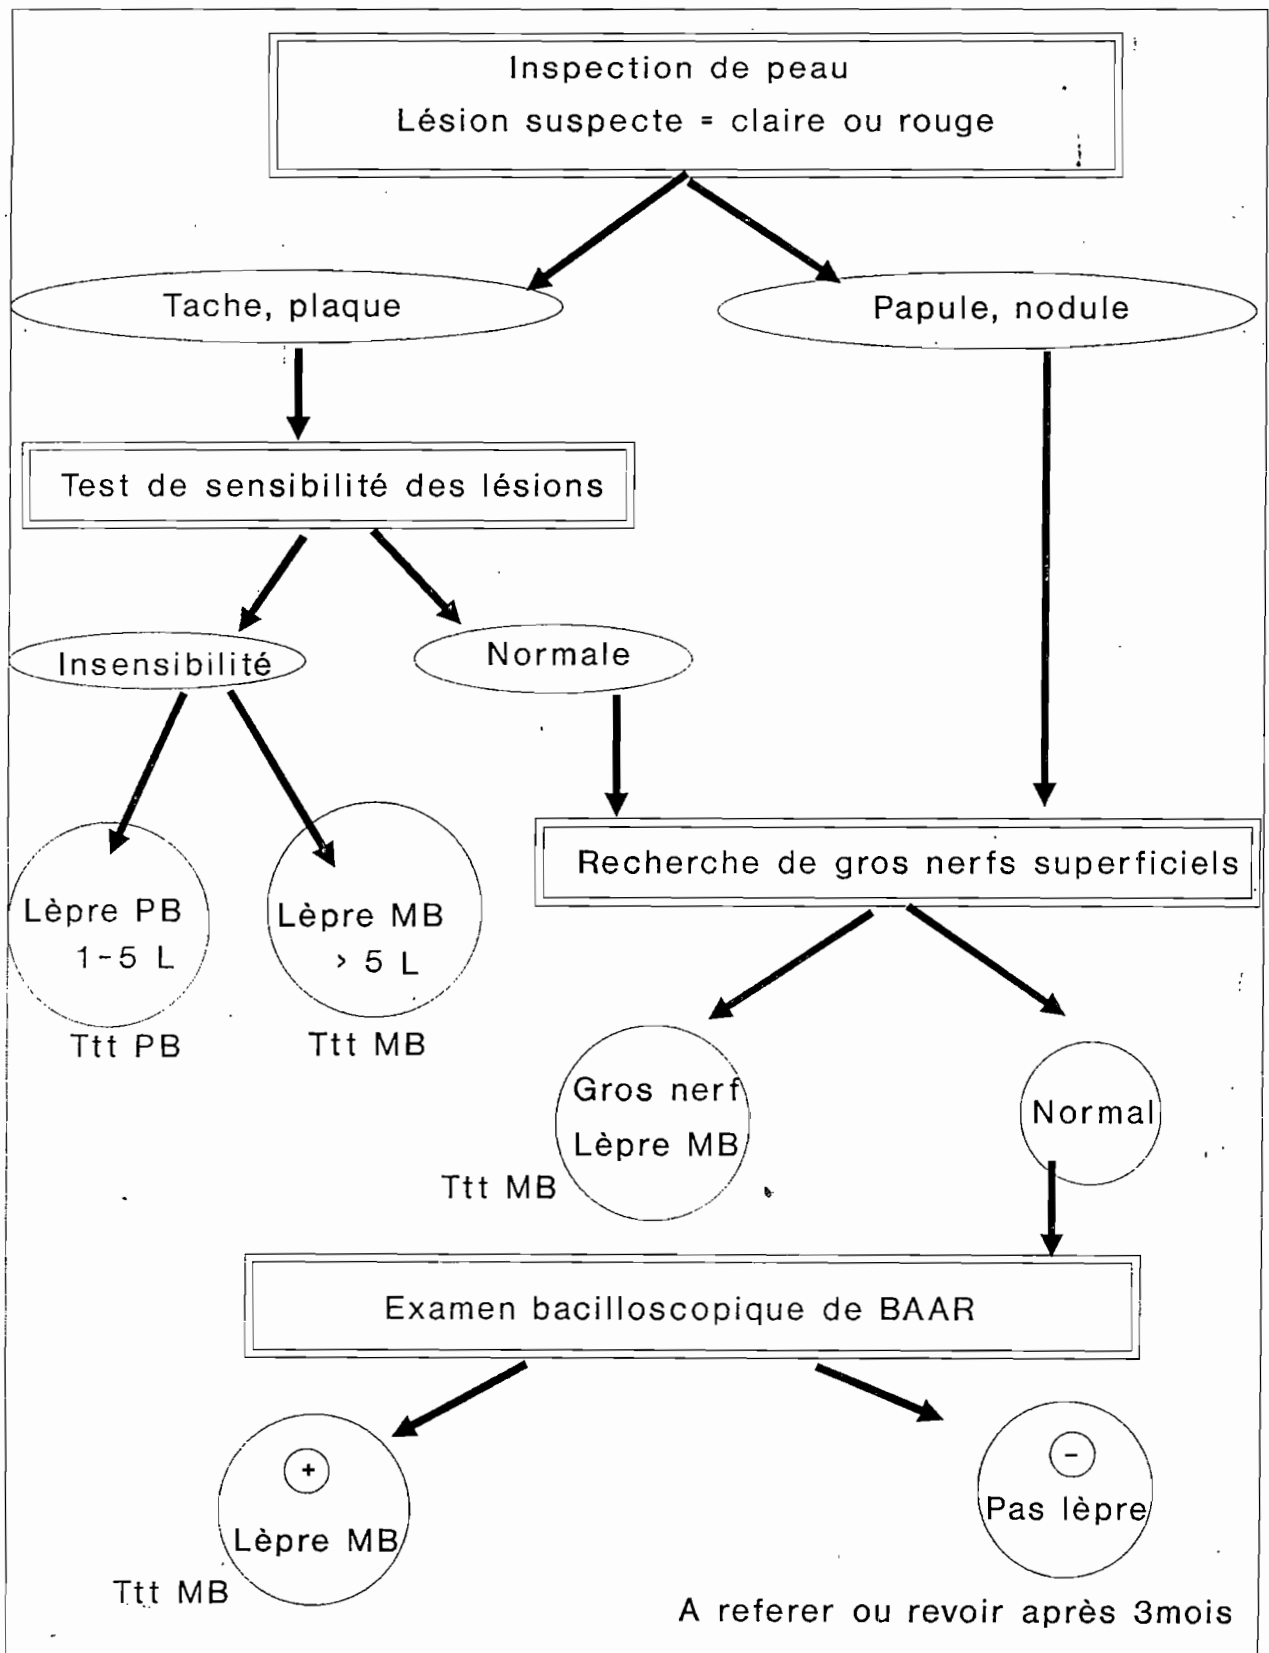 Inspection de peau
Lésion suspecte = claire ou rouge
Tache, plaque
Papule, nodule
Test de sensibilité des lésions
Insensibilité
Normale
Lèpre PB
1-5 L
Ttt PB
Lèpre MB
> 5 L
Ttt MB
Recherche de gros nerfs superficiels
Gros nerf
Lèpre MB
Ttt MB
Normal
Examen bacilloscopique de BAAR
+
Lèpre MB
Ttt MB
-
Pas lèpre
A referer ou revoir après 3mois